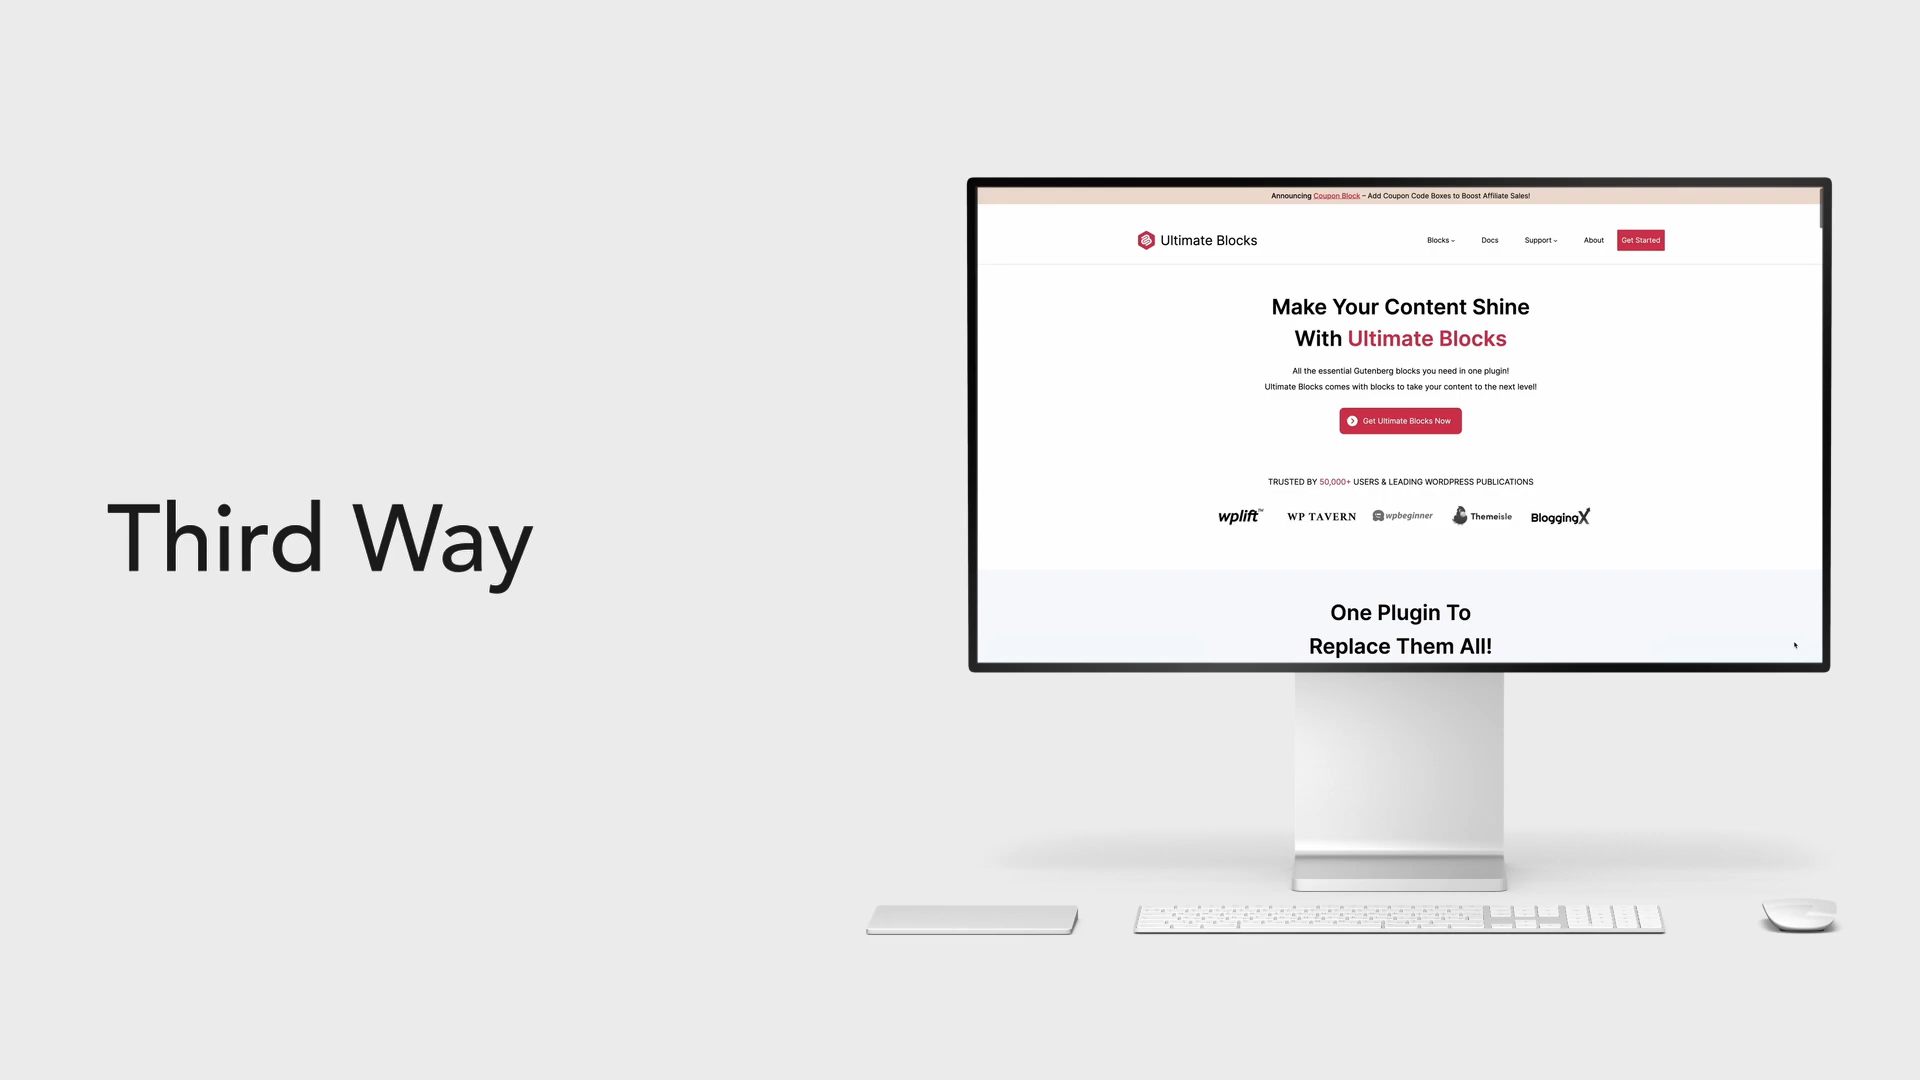 Third Way
Announcing Coupon Block – Add Coupon Code Boxes to Boost Affiliate Sales!
Ultimate Blocks
Blocks
Docs
Support
About
Get Started
Make Your Content Shine
With Ultimate Blocks
All the essential Gutenberg blocks you need in one plugin!
Ultimate Blocks comes with blocks to take your content to the next level!
Get Ultimate Blocks Now
TRUSTED BY 50,000+ USERS & LEADING WORDPRESS PUBLICATIONS
wplift™
WP TAVERN
wpbeginner
Themeisle
BloggingX
One Plugin To
Replace Them All!